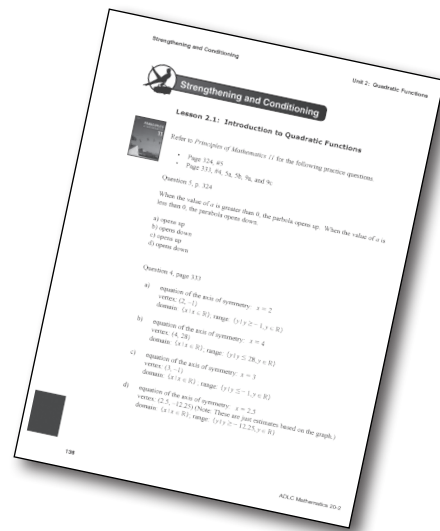 Strengthening and Conditioning
Unit 2: Quadratic Functions
Strengthening and Conditioning
Lesson 2.1: Introduction to Quadratic Functions
Refer to Principles of Mathematics 11 for the following practice questions.
• Page 324, #5
• Page 333, #4, 5a, 5b, 9a, and 9c
Question 5, p. 324
When the value of a is greater than 0, the parbola opens up. When the value of a is
less than 0, the parabola opens down.
a) opens up
b) opens down
c) opens up
d) opens down
Question 4, page 333
a) equation of the axis of symmetry: x = 2
vertex: (2, -1)
domain: {x | x ∈ R}, range: {y | y ≥ -1, y ∈ R}
b) equation of the axis of symmetry: x = 4
vertex: (4, 28)
domain: {x | x ∈ R}, range: {y | y ≤ 28, y ∈ R}
c) equation of the axis of symmetry: x = 3
vertex: (3, -1)
domain: {x | x ∈ R}, range: {y | y ≤ -1, y ∈ R}
d) equation of the axis of symmetry: x = 2.5
vertex: (2.5, -12.25) (Note: These are just estimates based on the graph.)
domain: {x | x ∈ R}, range: {y | y ≥ -12.25, y ∈ R}
138
ADLC Mathematics 20-2